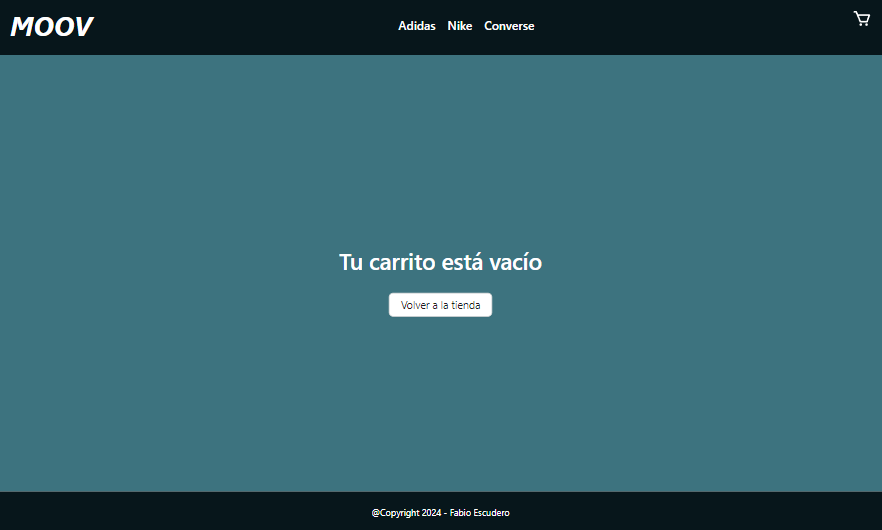 MOOV
Adidas Nike Converse
Tu carrito está vacío
Volver a la tienda
@Copyright 2024 - Fabio Escudero